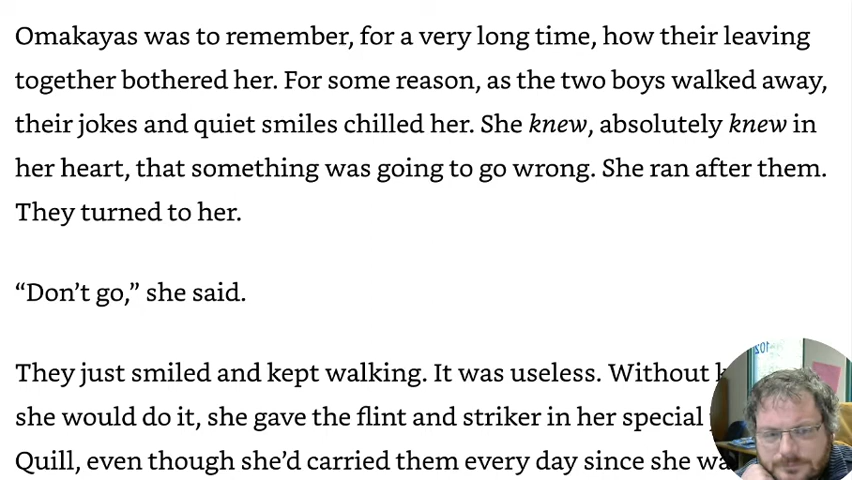 Omakayas was to remember, for a very long time, how their leaving
together bothered her. For some reason, as the two boys walked away,
their jokes and quiet smiles chilled her. She knew, absolutely knew in
her heart, that something was going to go wrong. She ran after them.
They turned to her.
“Don’t go,” she said.
They just smiled and kept walking. It was useless. Without
she would do it, she gave the flint and striker in her special
Quill, even though she’d carried them every day since she